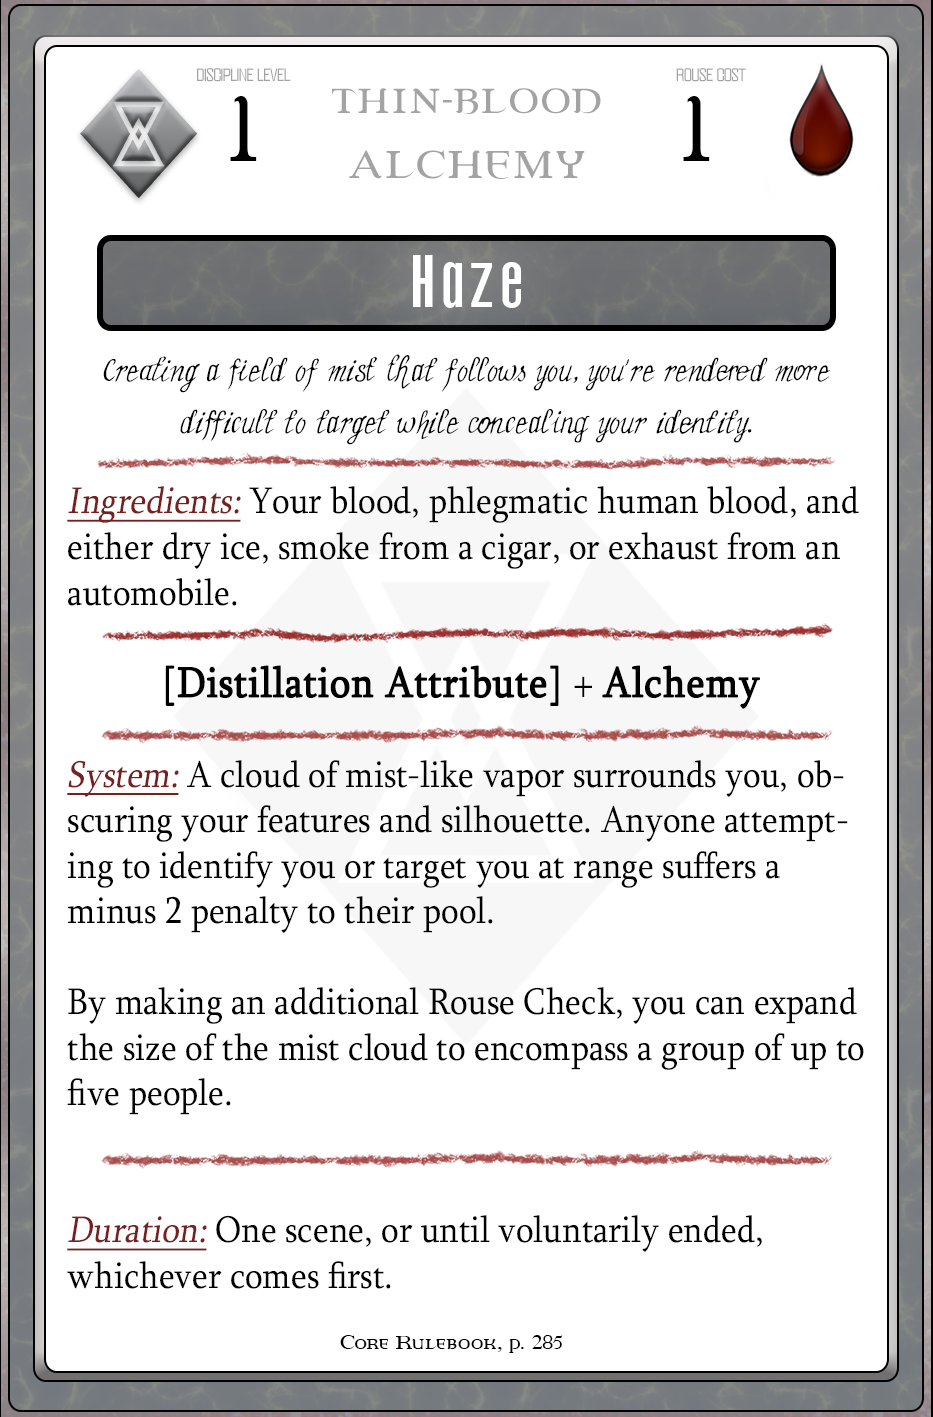 DISCIPLINE LEVEL
1
THIN-BLOOD
ALCHEMY
ROUSE COST
1
Haze
Creating a field of mist that follows you, you're rendered more
difficult to target while concealing your identity.
Ingredients: Your blood, phlegmatic human blood, and
either dry ice, smoke from a cigar, or exhaust from an
automobile.
[Distillation Attribute] + Alchemy
System: A cloud of mist-like vapor surrounds you, ob-
scuring your features and silhouette. Anyone attempt-
ing to identify you or target you at range suffers a
minus 2 penalty to their pool.
By making an additional Rouse Check, you can expand
the size of the mist cloud to encompass a group of up to
five people.
Duration: One scene, or until voluntarily ended,
whichever comes first.
Core Rulebook, p. 285